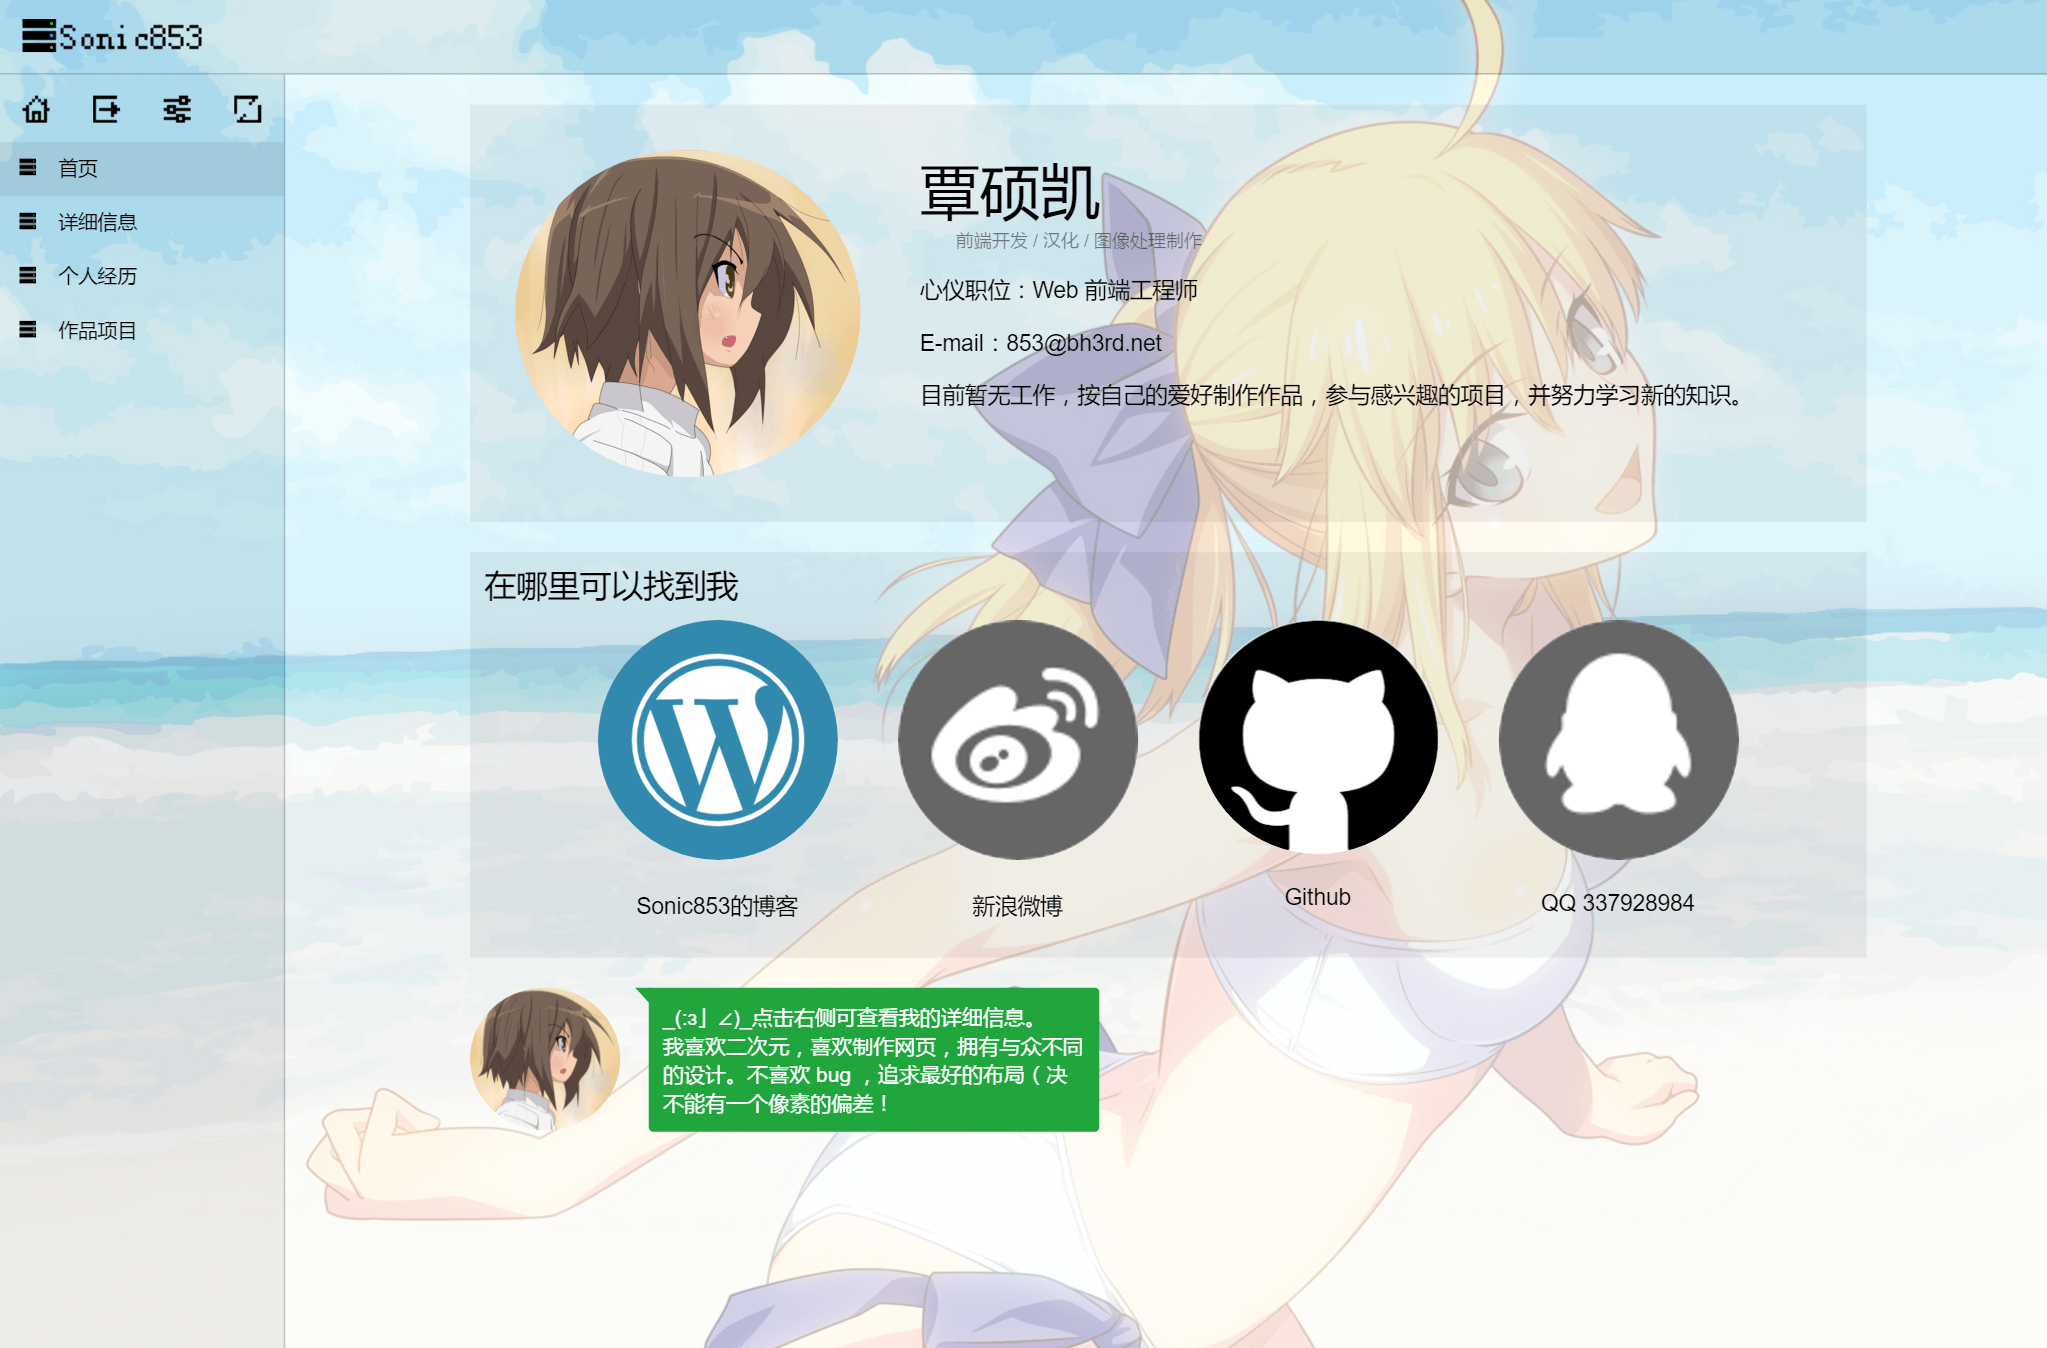 Sonic853
首页
详细信息
个人经历
作品项目
覃硕凯
前端开发 / 汉化 / 图像处理制作
心仪职位：Web 前端工程师
E-mail：853@bh3rd.net
目前暂无工作，按自己的爱好制作作品，参与感兴趣的项目，并努力学习新的知识。
在哪里可以找到我
Sonic853的博客
新浪微博
Github
QQ 337928984
_(:з」∠)_点击右侧可查看我的详细信息。
我喜欢二次元，喜欢制作网页，拥有与众不同
的设计。不喜欢 bug ，追求最好的布局（决
不能有一个像素的偏差！